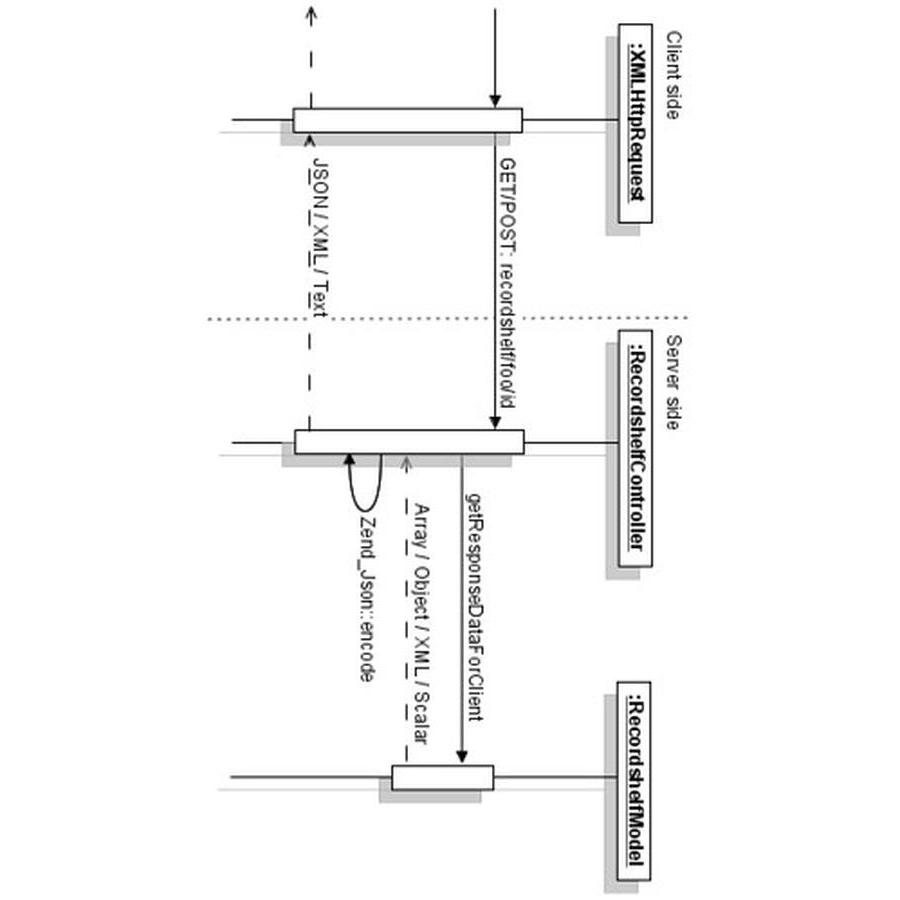 Client side
Server side
:XMLHttpRequest
:RecordshelfController
:RecordshelfModel
GET/POST: recordshelf/foo/id
getResponseDataForClient
Array / Object / XML / Scalar
Zend_Json::encode
JSON / XML / Text